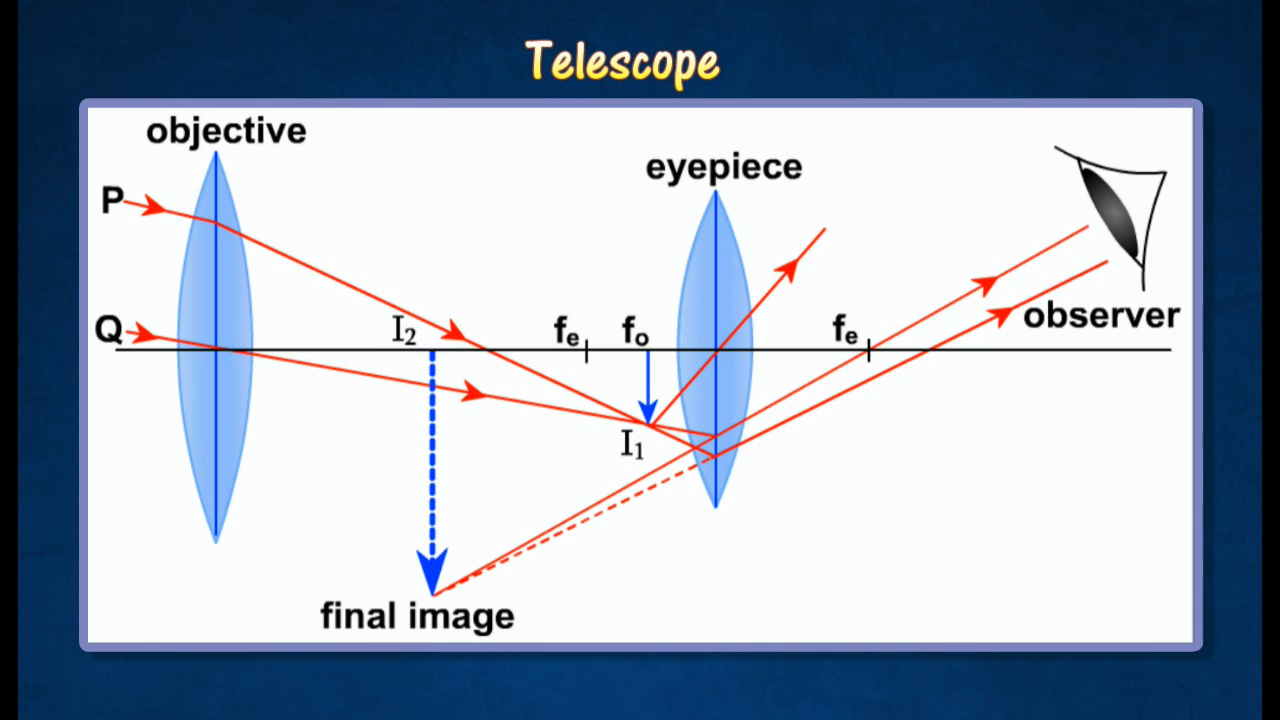 Telescope
objective
eyepiece
P
Q
I₂
fₑ
fₒ
fₑ
observer
I₁
final image